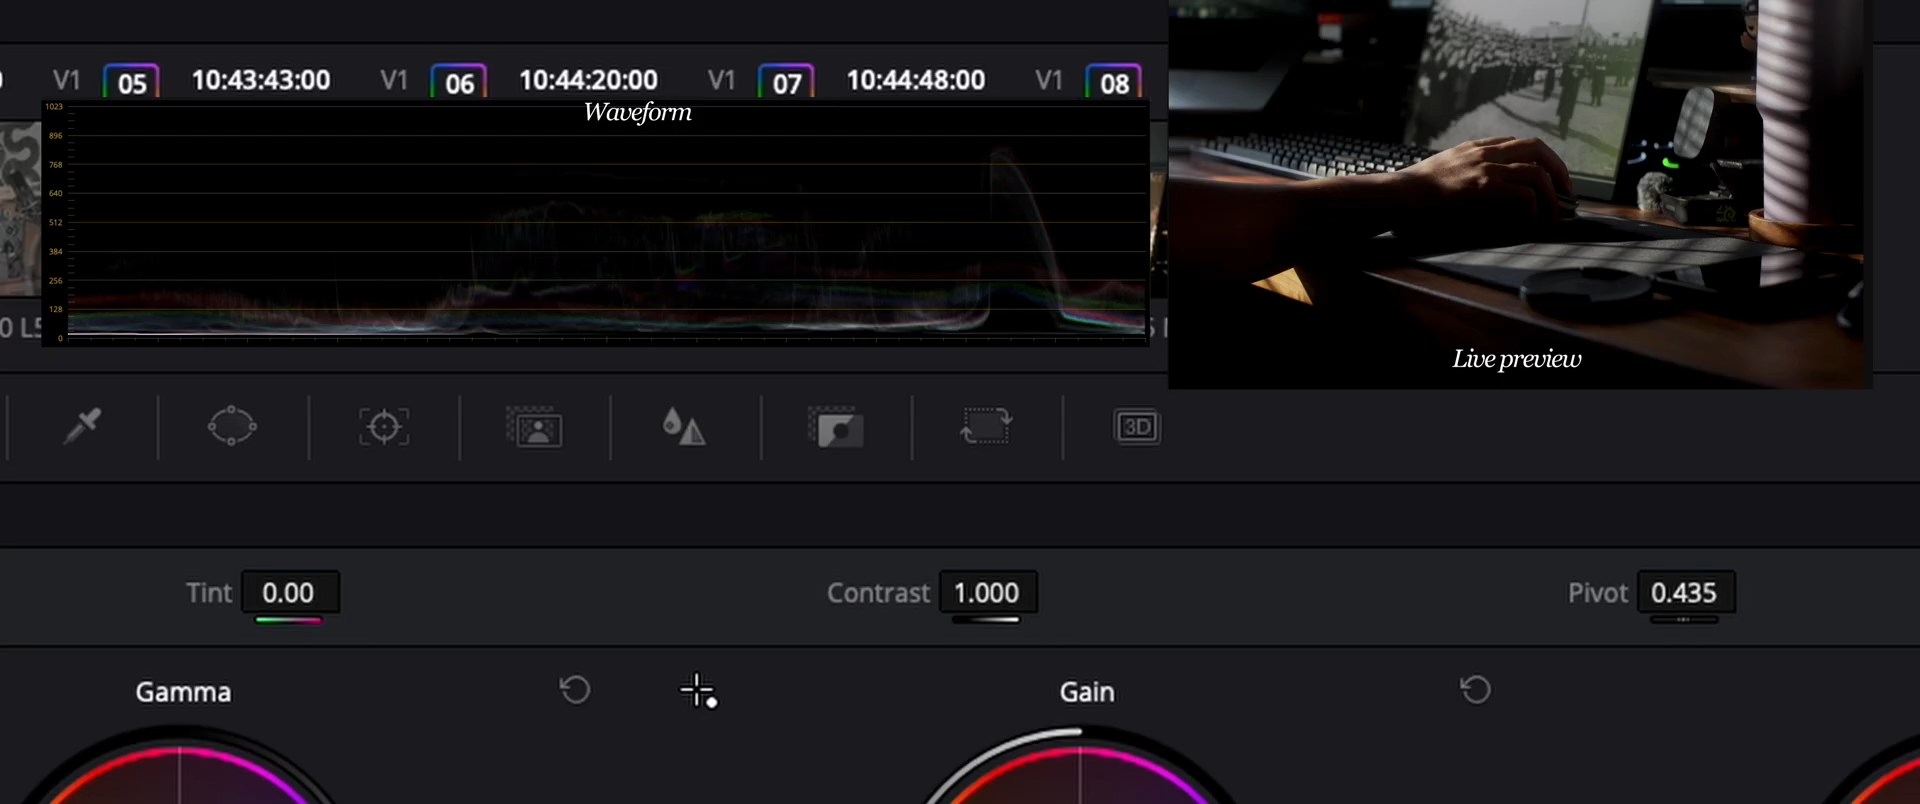 V1 05 10:43:43:00 V1 06 10:44:20:00 V1 07 10:44:48:00 V1 08
Waveform
1023
896
768
640
512
384
256
128
0
Live preview
3D
Tint 0.00 Contrast 1.000 Pivot 0.435
Gamma Gain